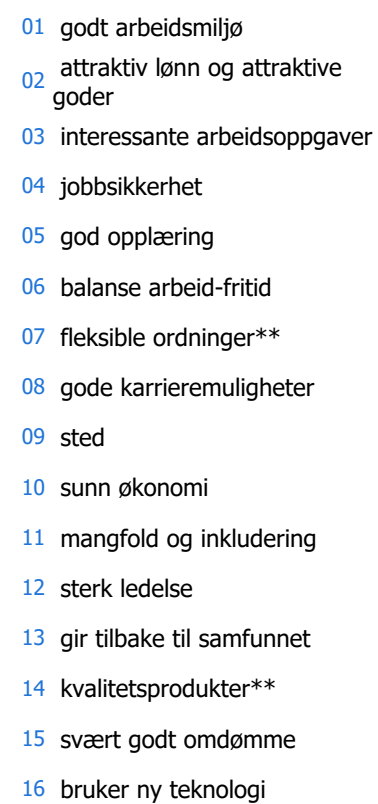 01 godt arbeidsmiljø
02 attraktiv lønn og attraktive
goder
03 interessante arbeidsoppgaver
04 jobbsikkerhet
05 god opplæring
06 balanse arbeid-fritid
07 fleksible ordninger**
08 gode karrieremuligheter
09 sted
10 sunn økonomi
11 mangfold og inkludering
12 sterk ledelse
13 gir tilbake til samfunnet
14 kvalitetsprodukter**
15 svært godt omdømme
16 bruker ny teknologi